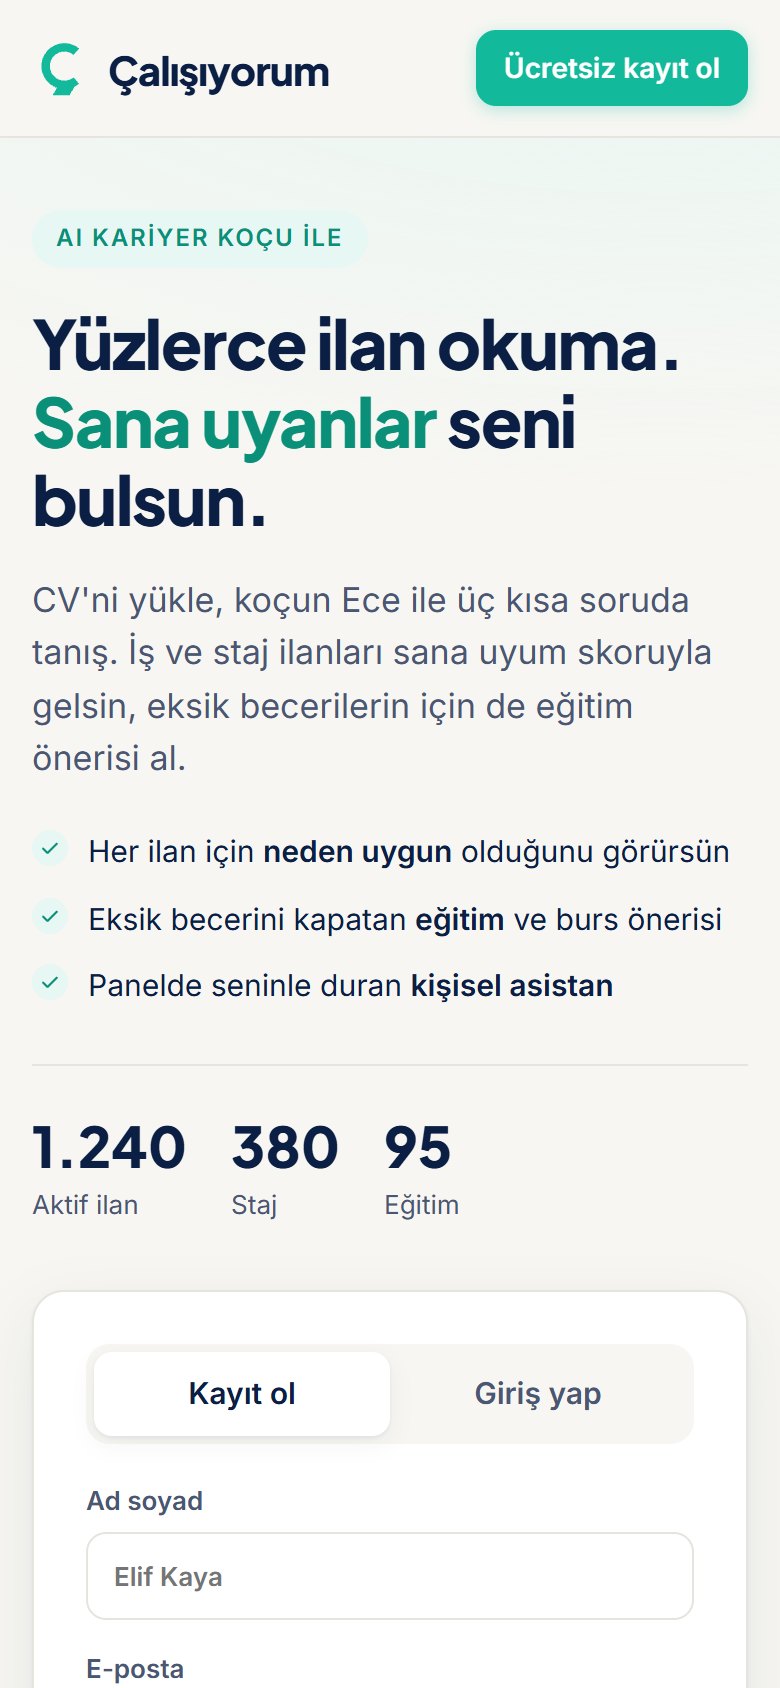 Çalışıyorum
Ücretsiz kayıt ol
AI KARİYER KOÇU İLE
Yüzlerce ilan okuma.
Sana uyanlar seni
bulsun.
CV'ni yükle, koçun Ece ile üç kısa soruda
tanış. İş ve staj ilanları sana uyum skoruyla
gelsin, eksik becerilerin için de eğitim
önerisi al.
Her ilan için neden uygun olduğunu görürsün
Eksik becerini kapatan eğitim ve burs önerisi
Panelde seninle duran kişisel asistan
1.240 380 95
Aktif ilan Staj Eğitim
Kayıt ol Giriş yap
Ad soyad
Elif Kaya
E-posta